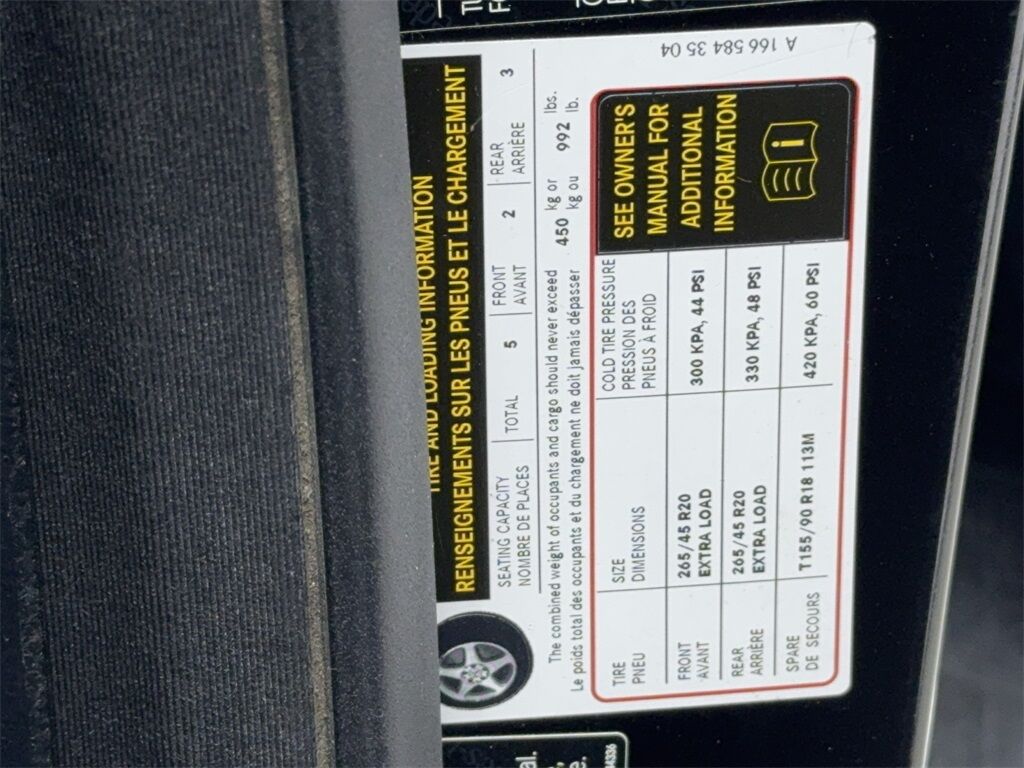 TIRE AND LOADING INFORMATION
RENSEIGNEMENTS SUR LES PNEUS ET LE CHARGEMENT
SEATING CAPACITY
NOMBRE DE PLACES
TOTAL 5
FRONT
AVANT
2
REAR
ARRIÈRE
3
The combined weight of occupants and cargo should never exceed 450 kg or 992 lbs.
Le poids total des occupants et du chargement ne doit jamais dépasser kg ou lb.
TIRE
PNEU
SIZE
DIMENSIONS
COLD TIRE PRESSURE
PRESSION DES
PNEUS À FROID
FRONT
AVANT
265/45 R20
EXTRA LOAD
300 KPA, 44 PSI
REAR
ARRIÈRE
265/45 R20
EXTRA LOAD
330 KPA, 48 PSI
SPARE
DE SECOURS
T155/90 R18 113M
420 KPA, 60 PSI
SEE OWNER'S
MANUAL FOR
ADDITIONAL
INFORMATION
A 166 584 35 04